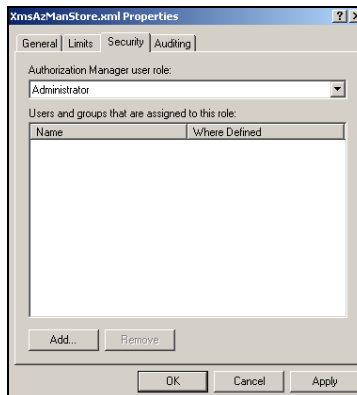 XmsAzManStore.xml Properties
General
Limits
Security
Auditing
Authorization Manager user role:
Administrator
Users and groups that are assigned to this role:
Name
Where Defined
Add...
Remove
OK
Cancel
Apply